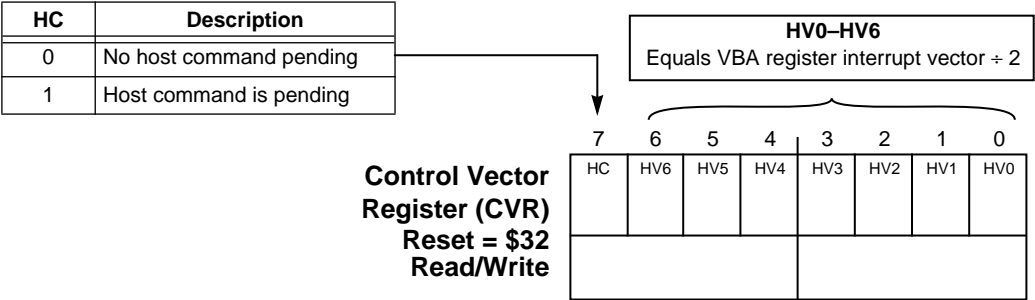 HC Description
0 No host command pending
1 Host command is pending
HV0–HV6
Equals VBA register interrupt vector ÷ 2
7 6 5 4 3 2 1 0
HC HV6 HV5 HV4 HV3 HV2 HV1 HV0
Control Vector
Register (CVR)
Reset = $32
Read/Write